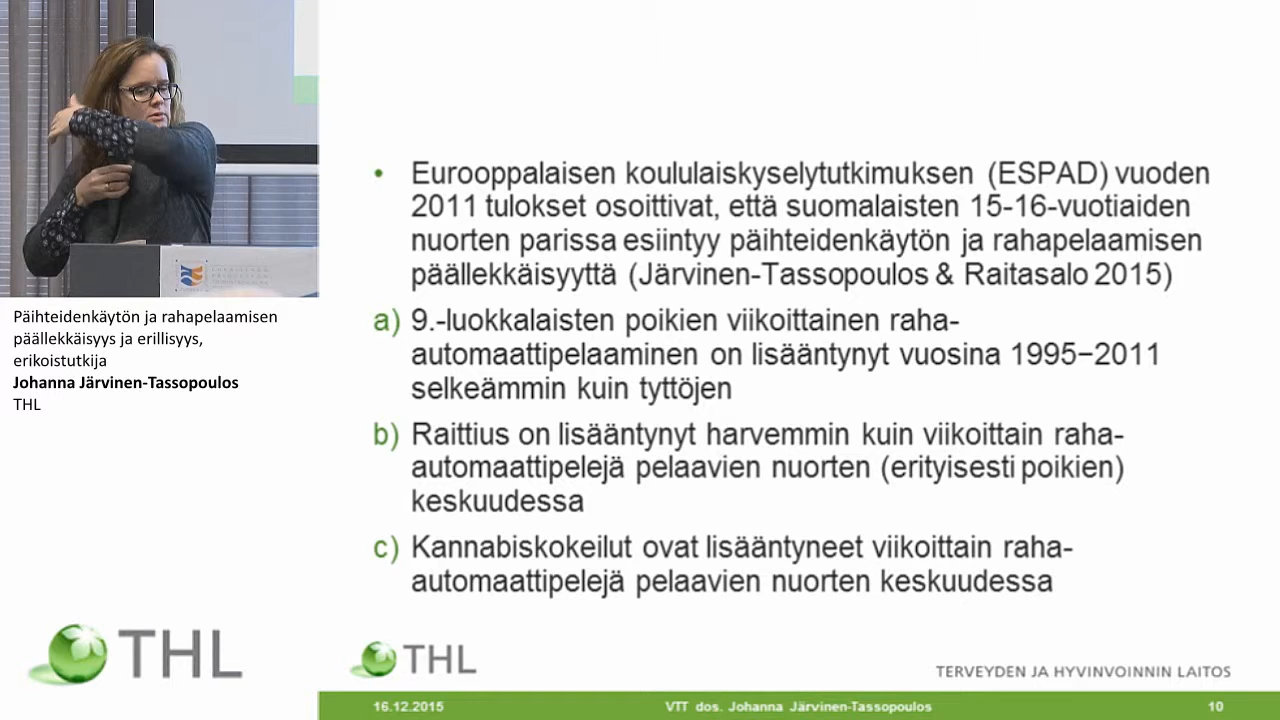 Päihteidenkäytön ja rahapelaamisen
päällekkäisyys ja erillisyys,
erikoistutkija
Johanna Järvinen-Tassopoulos
THL
THL
• Eurooppalaisen koululaiskyselytutkimuksen (ESPAD) vuoden
2011 tulokset osoittivat, että suomalaisten 15-16-vuotiaiden
nuorten parissa esiintyy päihteidenkäytön ja rahapelaamisen
päällekkäisyyttä (Järvinen-Tassopoulos & Raitasalo 2015)
a) 9.-luokkalaisten poikien viikoittainen raha-
automaattipelaaminen on lisääntynyt vuosina 1995–2011
selkeämmin kuin tyttöjen
b) Raittius on lisääntynyt harvemmin kuin viikoittain raha-
automaattipelejä pelaavien nuorten (erityisesti poikien)
keskuudessa
c) Kannabiskokeilut ovat lisääntyneet viikoittain raha-
automaattipelejä pelaavien nuorten keskuudessa
THL
TERVEYDEN JA HYVINVOINNIN LAITOS
16.12.2015 VTT dos. Johanna Järvinen-Tassopoulos 10